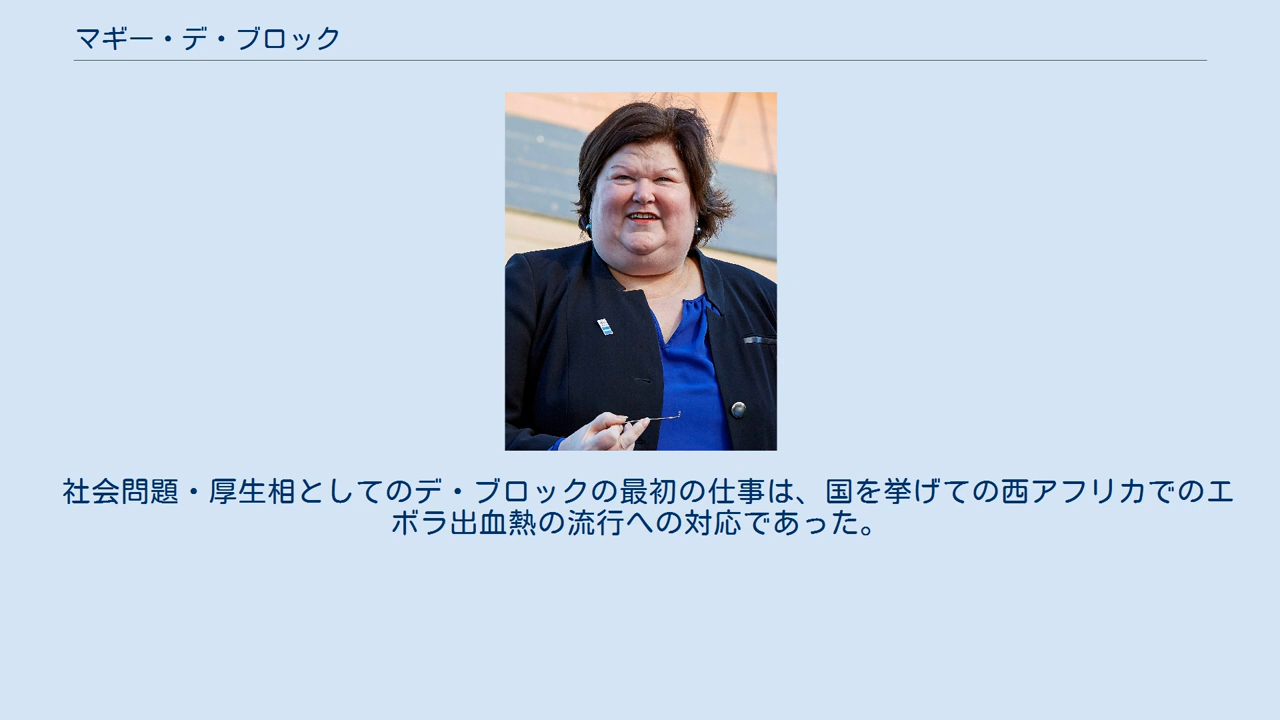 マギー・デ・ブロック
社会問題・厚生相としてのデ・ブロックの最初の仕事は、国を挙げての西アフリカでのエ
ボラ出血熱の流行への対応であった。